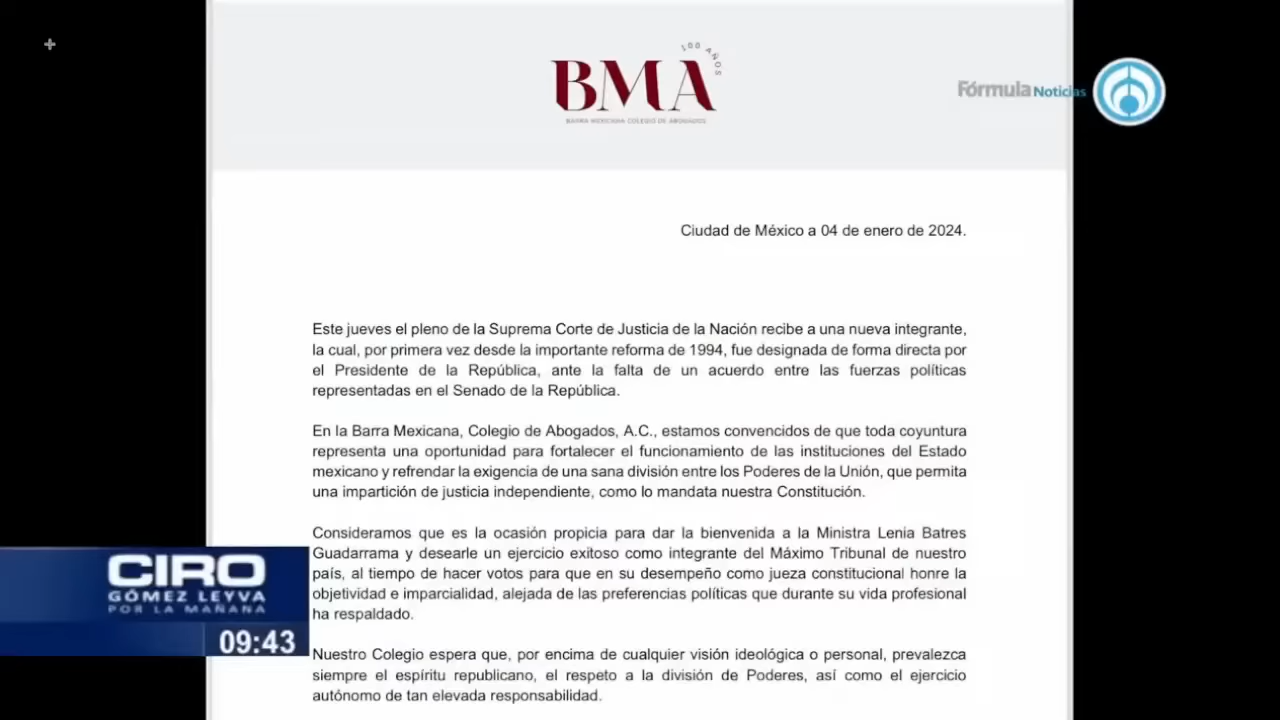 100 AÑOS
BMA
BARRA MEXICANA COLEGIO DE ABOGADOS
Fórmula Noticias
Ciudad de México a 04 de enero de 2024.
Este jueves el pleno de la Suprema Corte de Justicia de la Nación recibe a una nueva integrante,
la cual, por primera vez desde la importante reforma de 1994, fue designada de forma directa por
el Presidente de la República, ante la falta de un acuerdo entre las fuerzas políticas
representadas en el Senado de la República.
En la Barra Mexicana, Colegio de Abogados, A.C., estamos convencidos de que toda coyuntura
representa una oportunidad para fortalecer el funcionamiento de las instituciones del Estado
mexicano y refrendar la exigencia de una sana división entre los Poderes de la Unión, que permita
una impartición de justicia independiente, como lo mandata nuestra Constitución.
Consideramos que es la ocasión propicia para dar la bienvenida a la Ministra Lenia Batres
Guadarrama y desearle un ejercicio exitoso como integrante del Máximo Tribunal de nuestro
país, al tiempo de hacer votos para que en su desempeño como jueza constitucional honre la
objetividad e imparcialidad, alejada de las preferencias políticas que durante su vida profesional
ha respaldado.
Nuestro Colegio espera que, por encima de cualquier visión ideológica o personal, prevalezca
siempre el espíritu republicano, el respeto a la división de Poderes, así como el ejercicio
autónomo de tan elevada responsabilidad.
CIRO
GÓMEZ LEYVA
POR LA MAÑANA
09:43